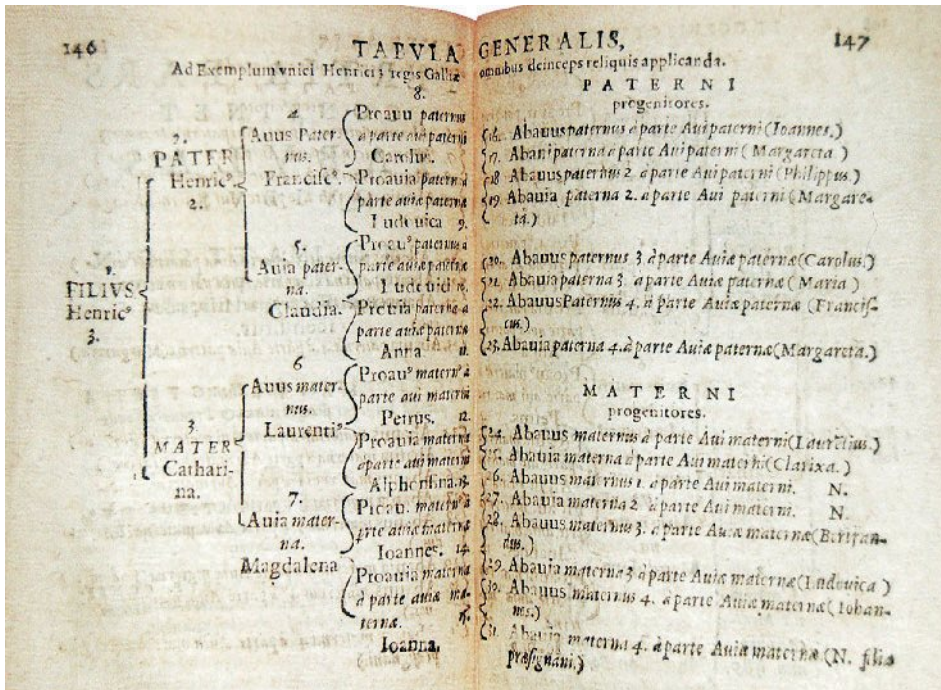 146
TABVLA
Ad Exemplum vnici Henrici 3 regis Galliæ
8.
4.
Auus Pater-
nus.
Francisc⁹.
Proauu paternus
à parte aui paterni
Carolus.
Proauia paterna
parte aui paterni
Ludouica 9.
2.
PATER
Henric⁹.
2.
5.
Auia pater-
na.
Claudia.
Proau⁹ paternus à
parte auiæ paternæ
Ludouic⁹ 10.
Proauia paterna à
parte auiæ paternæ
Anna 11.
1.
FILIVS
Henric⁹
3.
6
Auus mater-
nus.
Laurenti⁹.
Proau⁹ matern⁹ à
parte aui materni
Petrus. 12.
Proauia materna
à parte aui materni
Alphonsina. 13.
3.
MATER
Cathari-
na.
7.
Auia mater-
na.
Magdalena
Proau. matern⁹ à
parte auiæ maternæ
Ioannes. 14.
Proauia materna
à parte auiæ ma-
ternæ. 15.
Ioanna.
147
GENERALIS,
omnibus deinceps reliquis applicanda.
PATERNI
progenitores.
16. Abauus paternus à parte Aui paterni (Ioannes.)
17. Abania paterna à parte Aui paterni ( Margareta )
18 Abauus paternus 2. à parte Aui paterni (Philippus.)
19. Abauia paterna 2. à parte Aui paterni (Margare-
ta.)
20. Abauus paternus 3. à parte Auiæ paternæ (Carolus.)
21. Abauia paterna 3. à parte Auiæ paternæ (Maria )
22. Abauus Paternus 4. à parte Auiæ paternæ (Francis-
cus.)
23. Abauia paterna 4. à parte Auiæ paternæ (Margareta.)
MATERNI
progenitores.
24. Abauus maternus à parte Aui materni (Laurētius.)
25. Abauia materna à parte Aui materni (Clarixa. )
26. Abauus maternus 2. à parte Aui materni. N.
27. Abauia materna 2 à parte Aui materni. N.
28. Abauus maternus 3. à parte Auiæ maternæ (Bertran-
dus.)
29. Abauia materna 3 à parte Auiæ maternæ (Ludouica )
30. Abauus maternus 4. à parte Auiæ maternæ ( Iohan-
nes.)
31. Abauia materna 4. à parte Auiæ maternæ (N. filia
præsignani.)